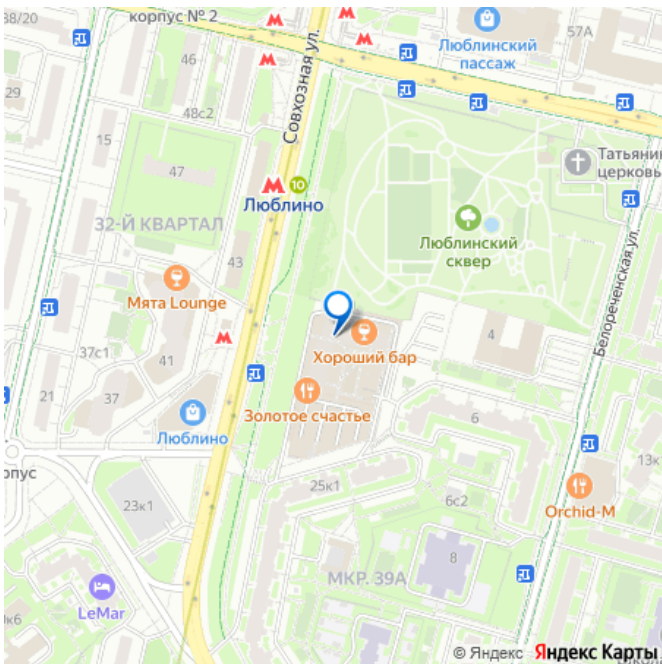 38/20
корпус № 2
46
29
48с2
15
47
Совхозная ул.
Люблинский
пассаж
57А
Татьянин
церковь
Люблино
10
32-Й КВАРТАЛ
43
Люблинский
сквер
Белореченская ул.
Мята Lounge
37с1
41
21
37
Люблино
Хороший бар
4
Золотое счастье
6
23к1
25к1
6с2
13к
Orchid-M
МКР. 39А
8
LeMar
© Яндекс
Яндекс Карты